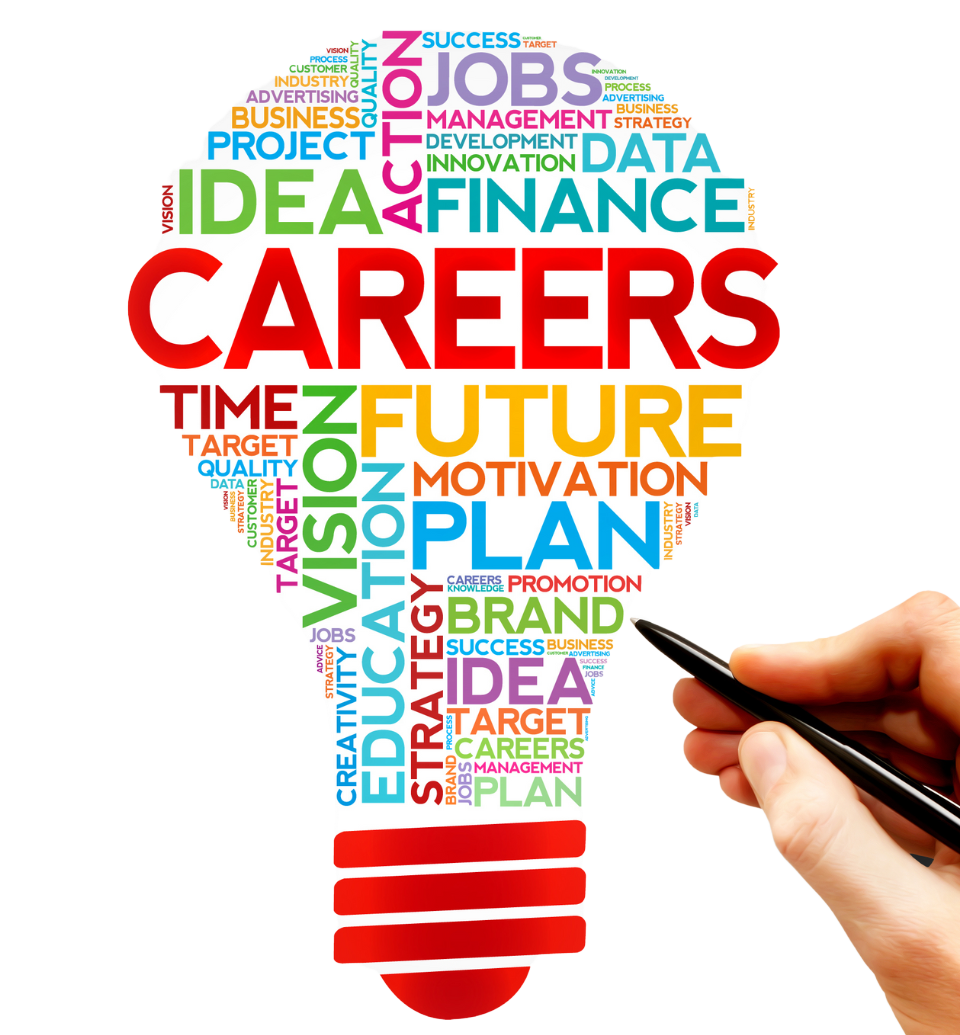 SUCCESS
CUSTOMER
TARGET
VISION
PROCESS
CUSTOMER
QUALITY
INDUSTRY
ADVERTISING
BUSINESS
QUALITY
PROJECT
ACTION
JOBS
INNOVATION
DEVELOPMENT
PROCESS
ADVERTISING
BUSINESS
MANAGEMENT
STRATEGY
DEVELOPMENT
INNOVATION
DATA
VISION
IDEA
FINANCE
INDUSTRY
CAREERS
TIME
VISION
FUTURE
TARGET
QUALITY
DATA
VISION
BUSINESS
STRATEGY
CUSTOMER
INDUSTRY
TARGET
EDUCATION
MOTIVATION
PLAN
INDUSTRY
STRATEGY
VISION
DATA
STRATEGY
CAREERS
KNOWLEDGE
PROMOTION
BRAND
JOBS
ADVICE
STRATEGY
CREATIVITY
SUCCESS
BUSINESS
CUSTOMER
ADVERTISING
IDEA
SUCCESS
FINANCE
JOBS
ADVICE
PROCESS
TARGET
CAREERS
BRAND
JOBS
MANAGEMENT
PLAN